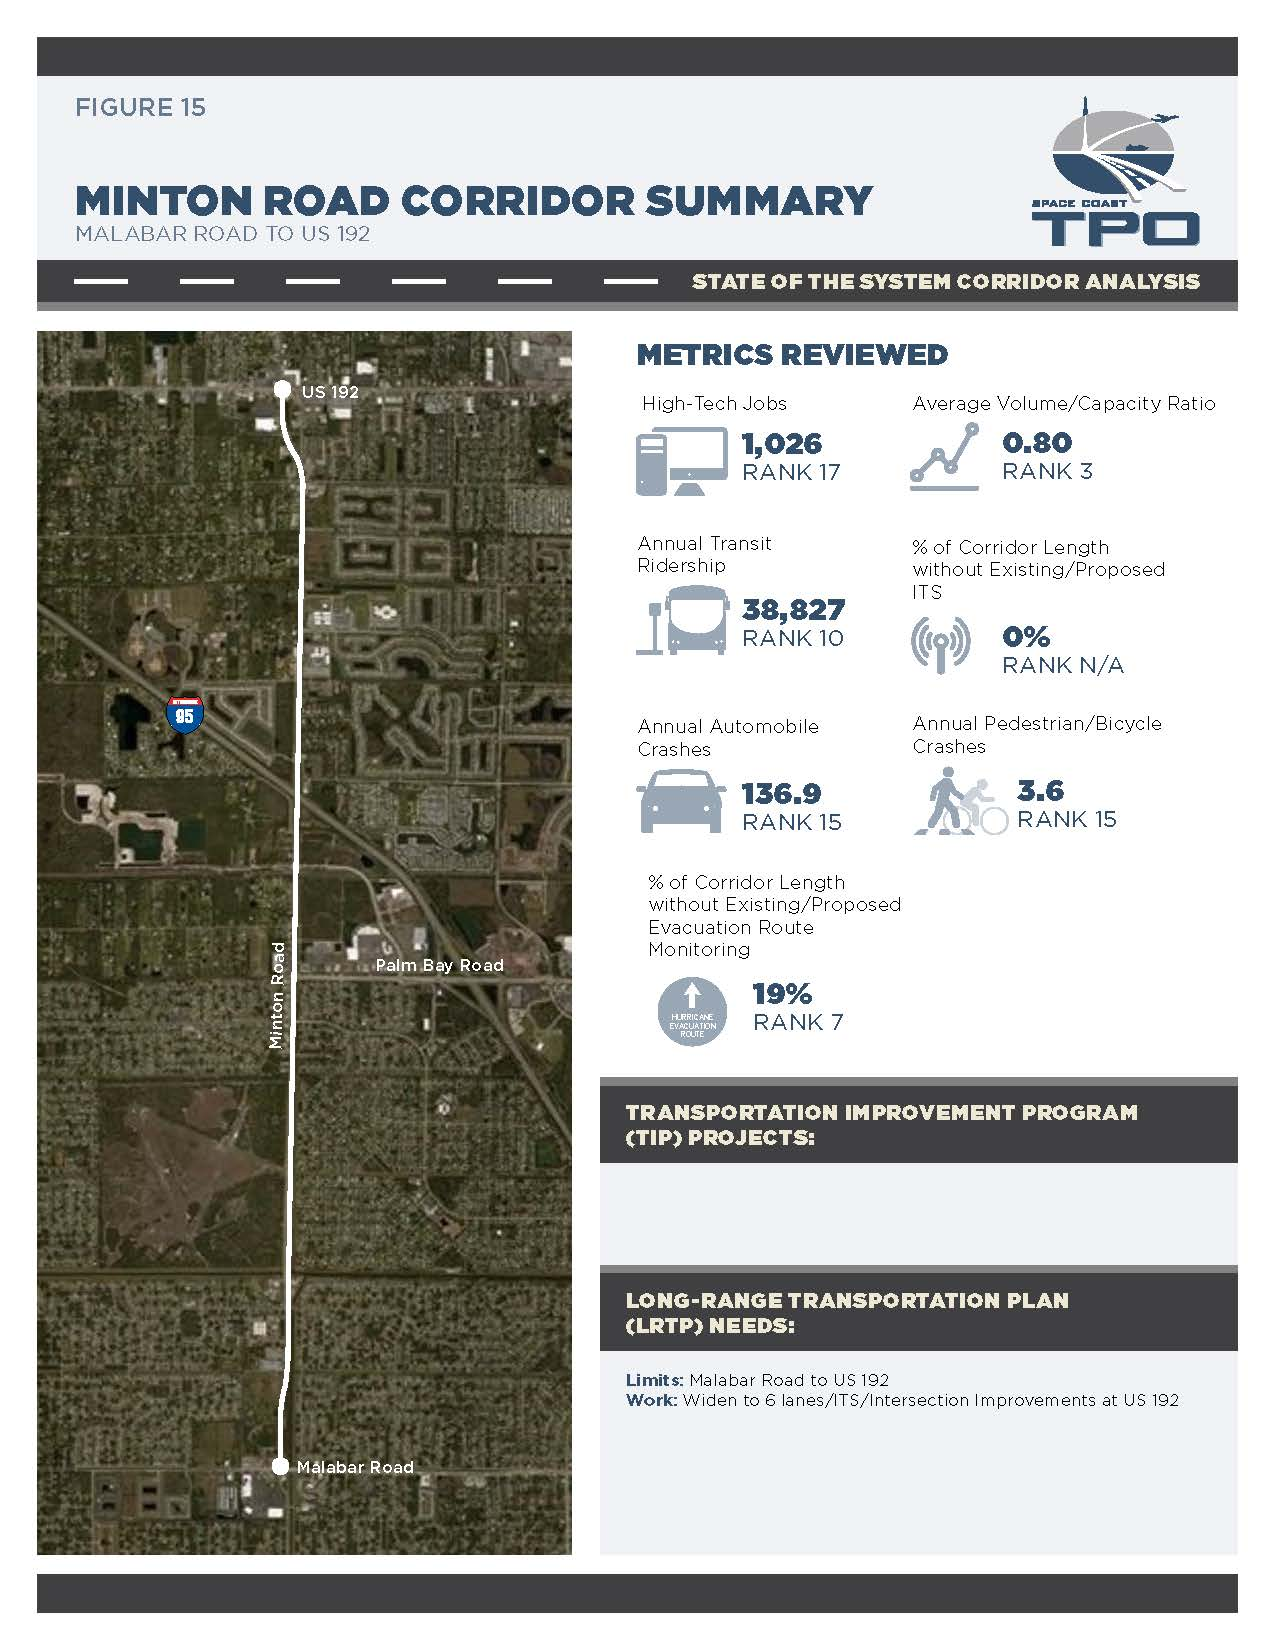 FIGURE 15
MINTON ROAD CORRIDOR SUMMARY
MALABAR ROAD TO US 192
SPACE COAST
TPO
STATE OF THE SYSTEM CORRIDOR ANALYSIS
US 192
INTERSTATE
95
Palm Bay Road
Minton Road
Malabar Road
METRICS REVIEWED
High-Tech Jobs
1,026
RANK 17
Average Volume/Capacity Ratio
0.80
RANK 3
Annual Transit
Ridership
38,827
RANK 10
% of Corridor Length
without Existing/Proposed
ITS
0%
RANK N/A
Annual Automobile
Crashes
136.9
RANK 15
Annual Pedestrian/Bicycle
Crashes
3.6
RANK 15
% of Corridor Length
without Existing/Proposed
Evacuation Route
Monitoring
HURRICANE
EVACUATION
ROUTE
19%
RANK 7
TRANSPORTATION IMPROVEMENT PROGRAM
(TIP) PROJECTS:
LONG-RANGE TRANSPORTATION PLAN
(LRTP) NEEDS:
Limits: Malabar Road to US 192
Work: Widen to 6 lanes/ITS/Intersection Improvements at US 192